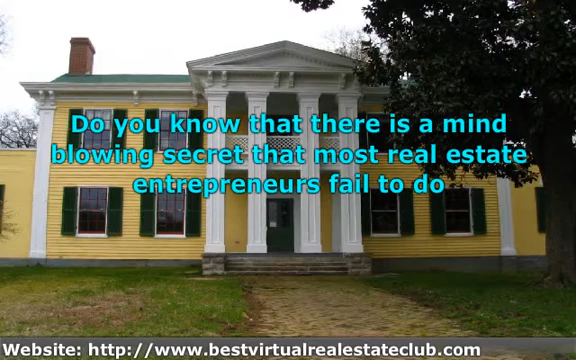 Do you know that there is a mind
blowing secret that most real estate
entrepreneurs fail to do
Website: http://www.bestvirtualrealestateclub.com